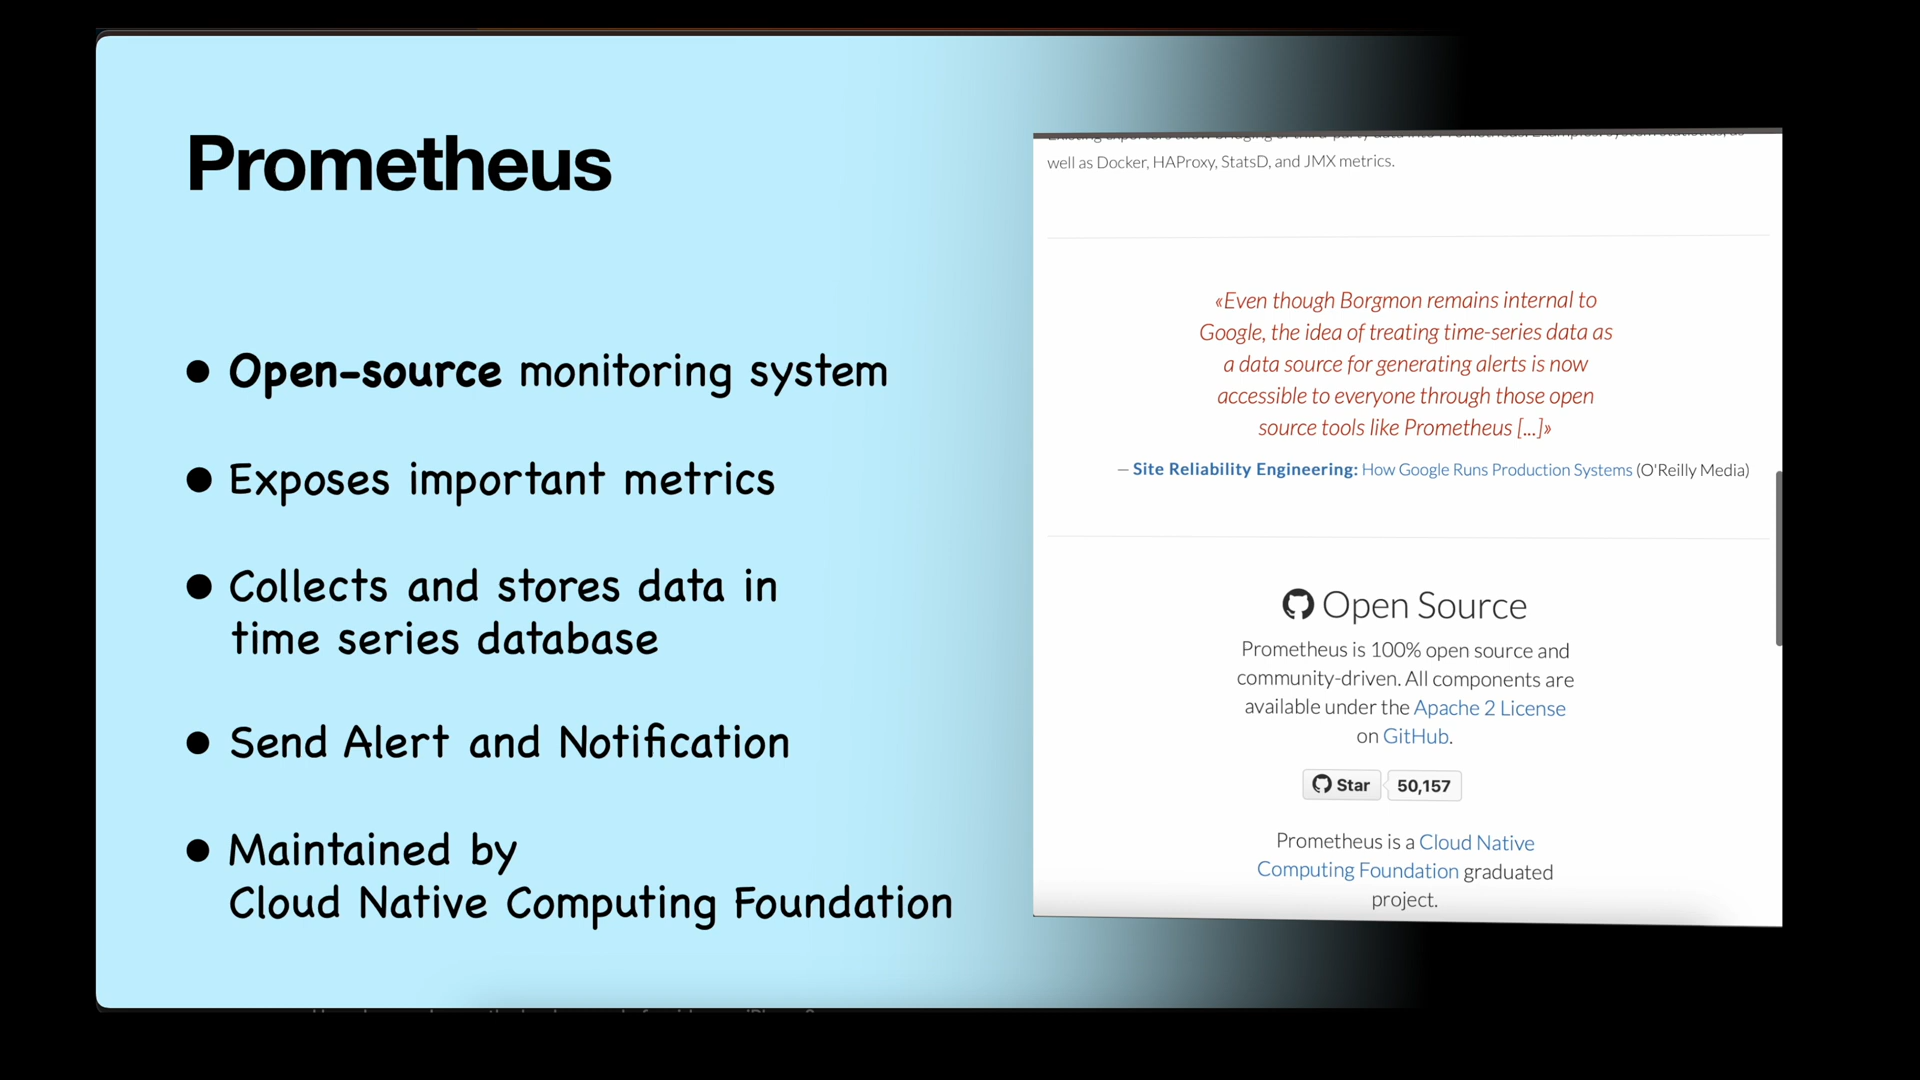 Prometheus
● Open-source monitoring system
● Exposes important metrics
● Collects and stores data in
time series database
● Send Alert and Notification
● Maintained by
Cloud Native Computing Foundation
well as Docker, HAProxy, StatsD, and JMX metrics.
«Even though Borgmon remains internal to
Google, the idea of treating time-series data as
a data source for generating alerts is now
accessible to everyone through those open
source tools like Prometheus [...]»
— Site Reliability Engineering: How Google Runs Production Systems (O'Reilly Media)
Open Source
Prometheus is 100% open source and
community-driven. All components are
available under the Apache 2 License
on GitHub.
Star 50,157
Prometheus is a Cloud Native
Computing Foundation graduated
project.